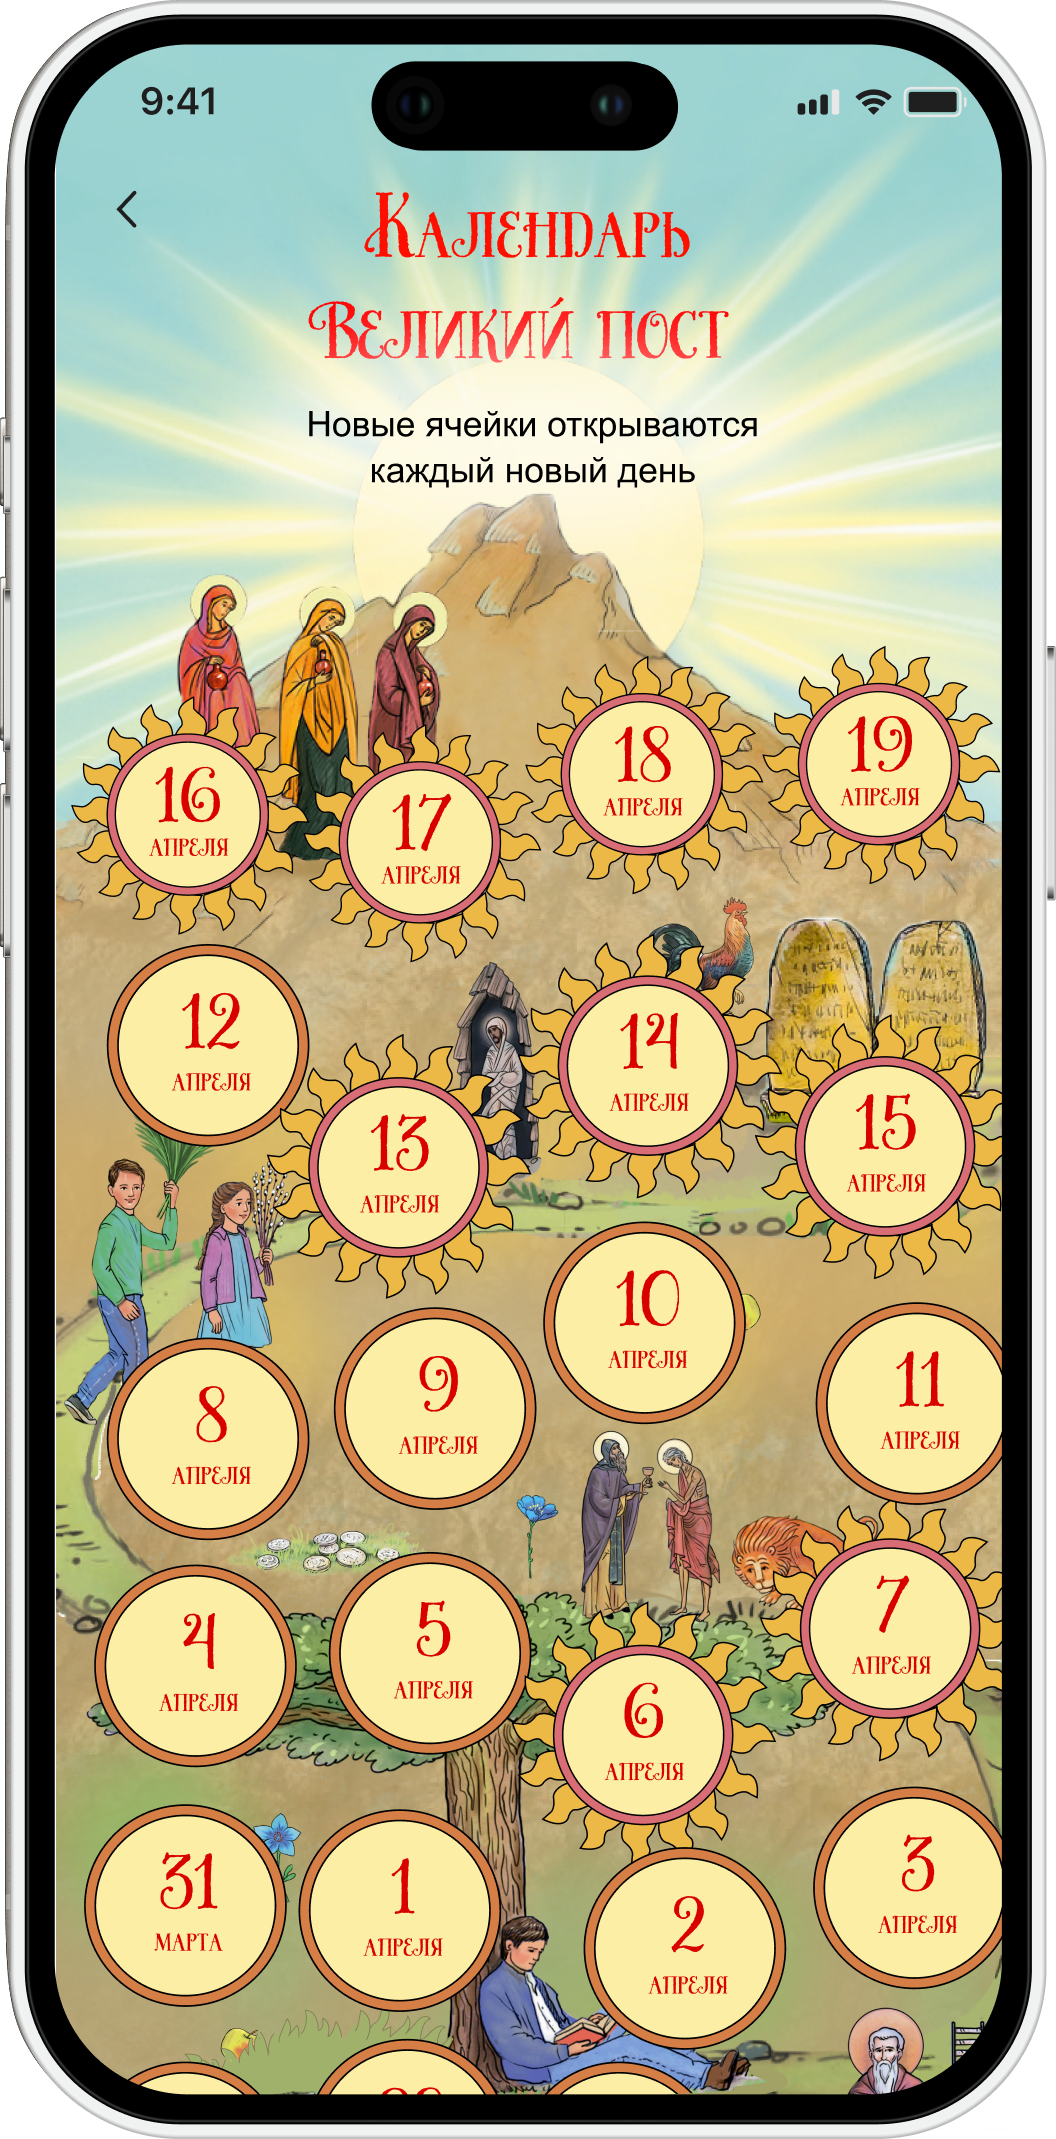 9:41
Календарь
Великий пост
Новые ячейки открываются
каждый новый день
16
АПРЕЛЯ
17
АПРЕЛЯ
18
АПРЕЛЯ
19
АПРЕЛЯ
12
АПРЕЛЯ
13
АПРЕЛЯ
14
АПРЕЛЯ
15
АПРЕЛЯ
8
АПРЕЛЯ
9
АПРЕЛЯ
10
АПРЕЛЯ
11
АПРЕЛЯ
4
АПРЕЛЯ
5
АПРЕЛЯ
6
АПРЕЛЯ
7
АПРЕЛЯ
31
МАРТА
1
АПРЕЛЯ
2
АПРЕЛЯ
3
АПРЕЛЯ